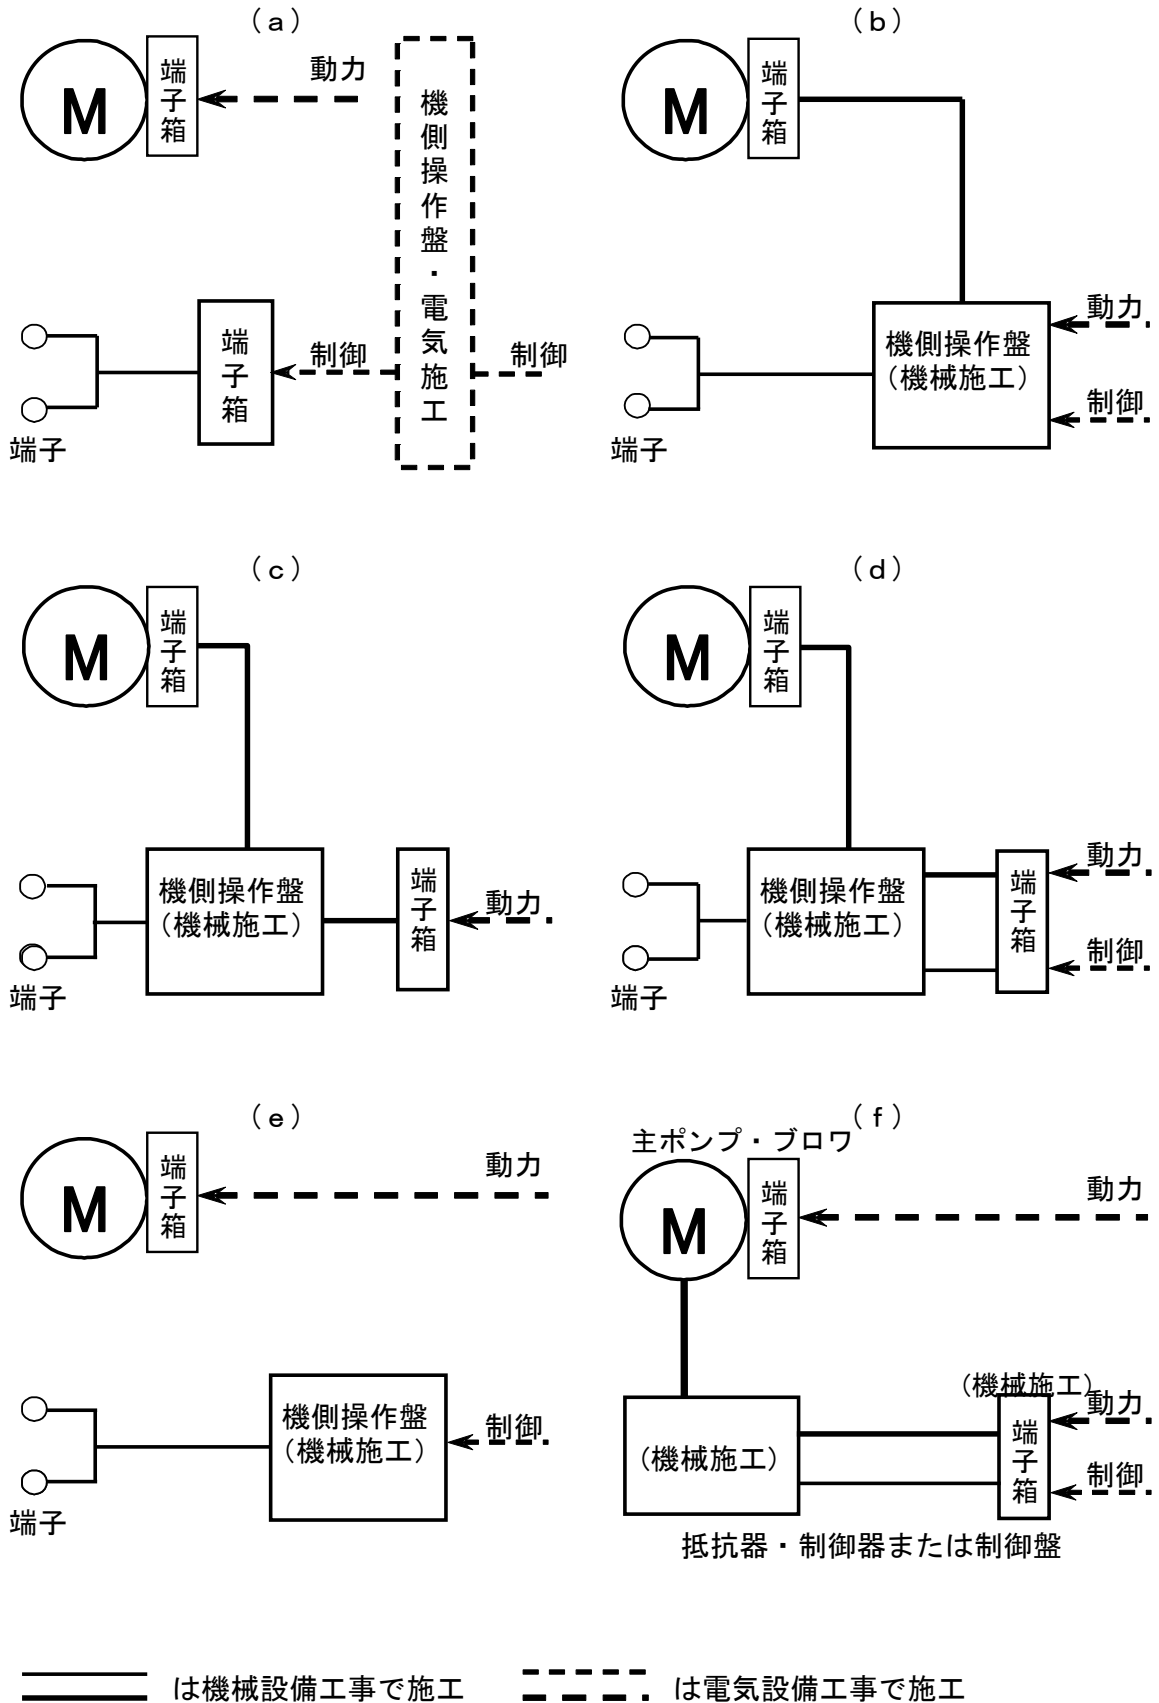 (a)
M
端子箱
動力
機側操作盤・電気施工
端子箱
制御
制御
端子
(b)
M
端子箱
機側操作盤
(機械施工)
動力
制御
端子
(c)
M
端子箱
機側操作盤
(機械施工)
端子箱
動力
端子
(d)
M
端子箱
機側操作盤
(機械施工)
端子箱
動力
制御
端子
(e)
M
端子箱
動力
機側操作盤
(機械施工)
制御
端子
(f)
主ポンプ・ブロワ
M
端子箱
動力
(機械施工)
(機械施工)
端子箱
動力
制御
抵抗器・制御器または制御盤
は機械設備工事で施工
は電気設備工事で施工